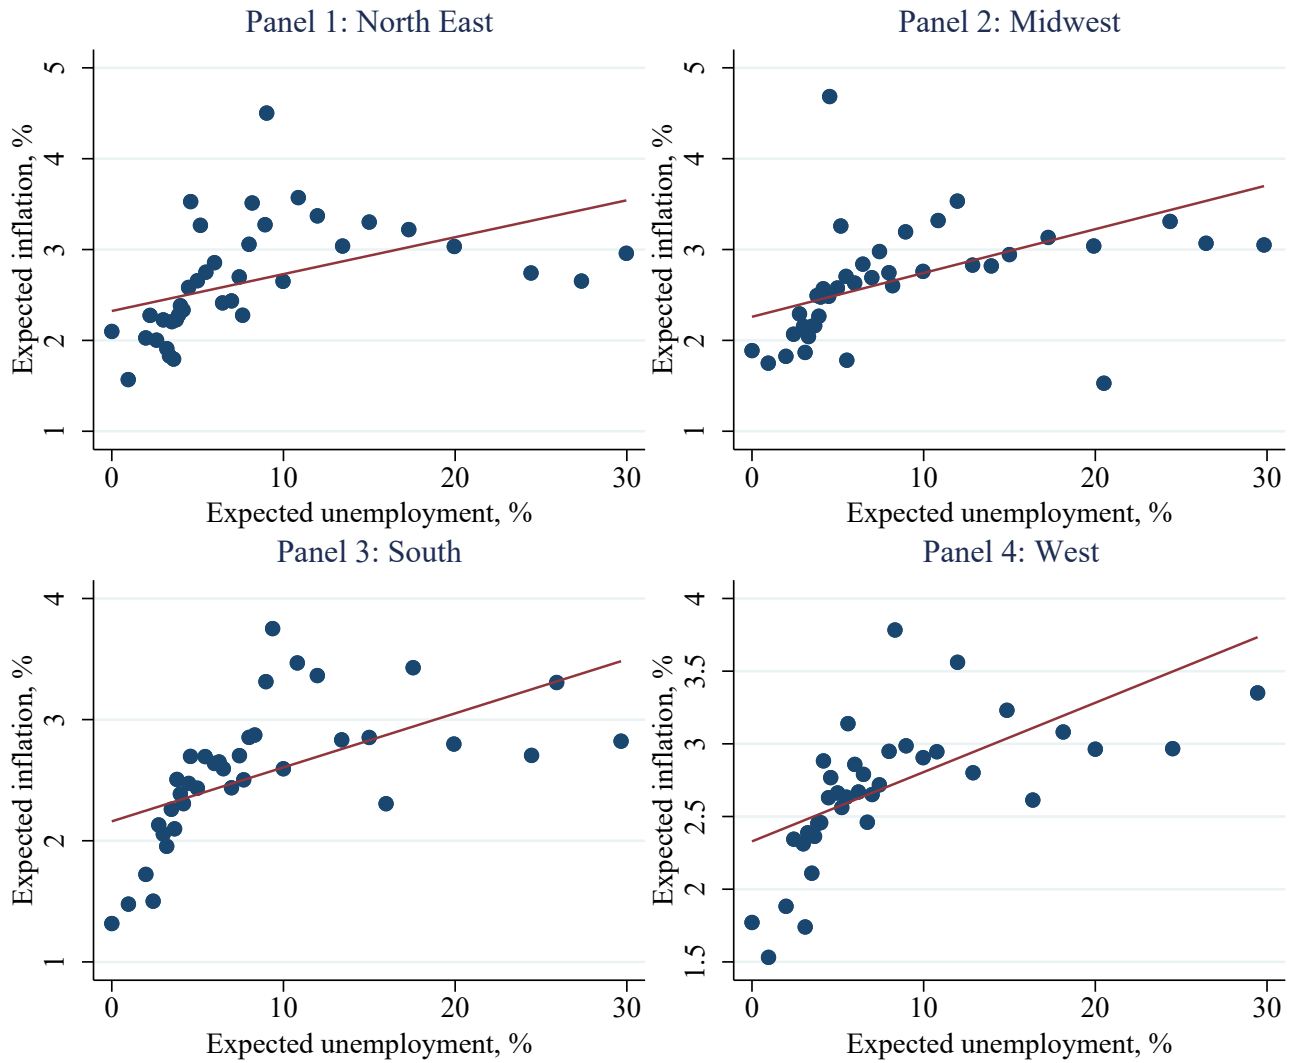 Panel 1: North East
Expected inflation, %
5
4
3
2
1
0 10 20 30
Expected unemployment, %
Panel 2: Midwest
Expected inflation, %
5
4
3
2
1
0 10 20 30
Expected unemployment, %
Panel 3: South
Expected inflation, %
4
3
2
1
0 10 20 30
Expected unemployment, %
Panel 4: West
Expected inflation, %
4
3.5
3
2.5
2
1.5
0 10 20 30
Expected unemployment, %